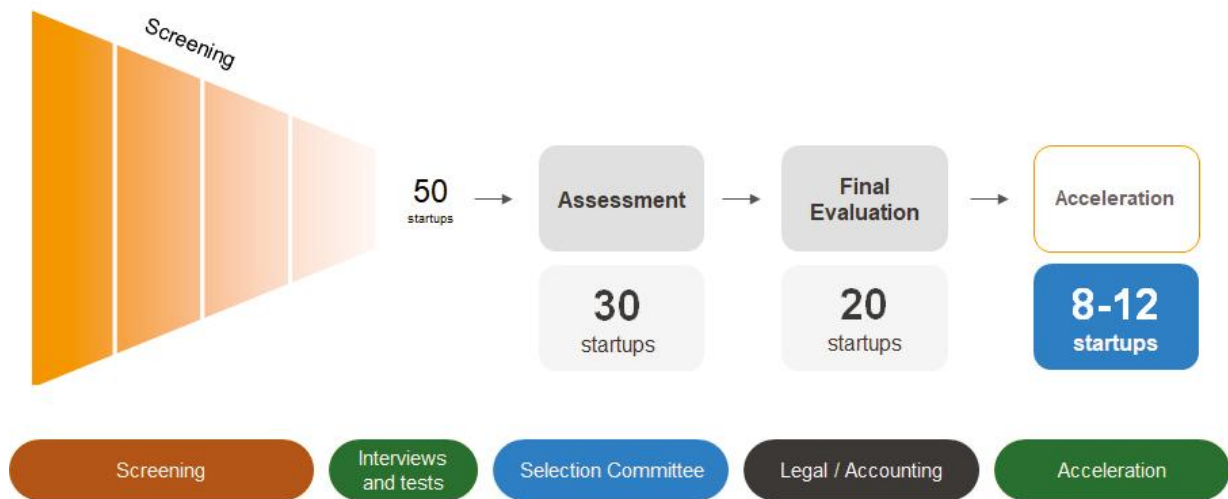 Screening
50
startups
Assessment
30
startups
Final
Evaluation
20
startups
Acceleration
8-12
startups
Screening
Interviews
and tests
Selection Committee
Legal / Accounting
Acceleration